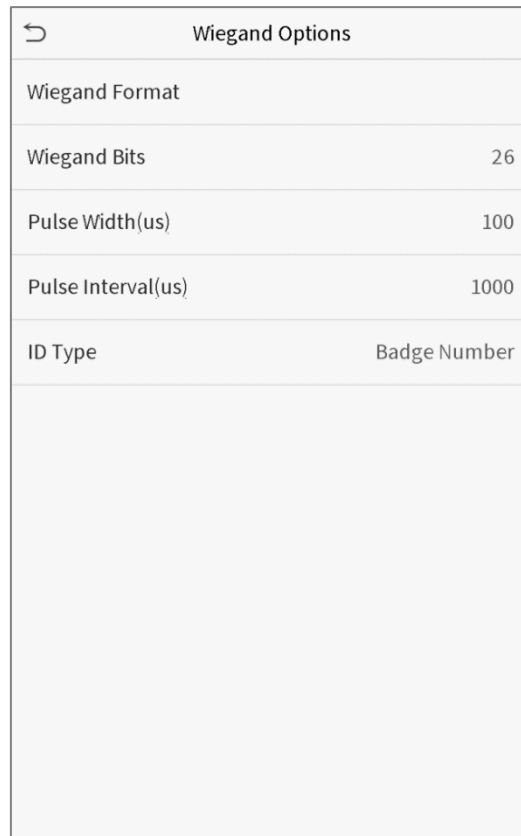 Wiegand Options
Wiegand Format
Wiegand Bits 26
Pulse Width(us) 100
Pulse Interval(us) 1000
ID Type Badge Number